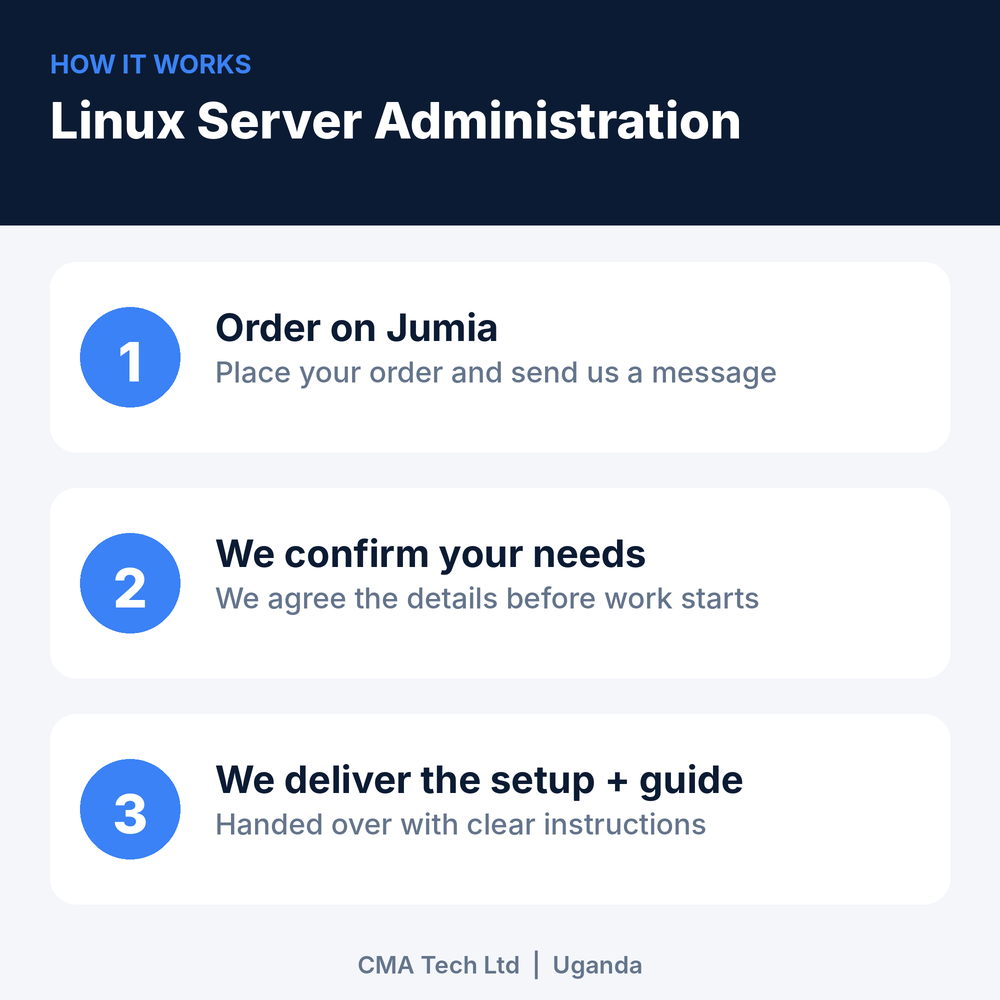 HOW IT WORKS
Linux Server Administration
1
Order on Jumia
Place your order and send us a message
2
We confirm your needs
We agree the details before work starts
3
We deliver the setup + guide
Handed over with clear instructions
CMA Tech Ltd | Uganda